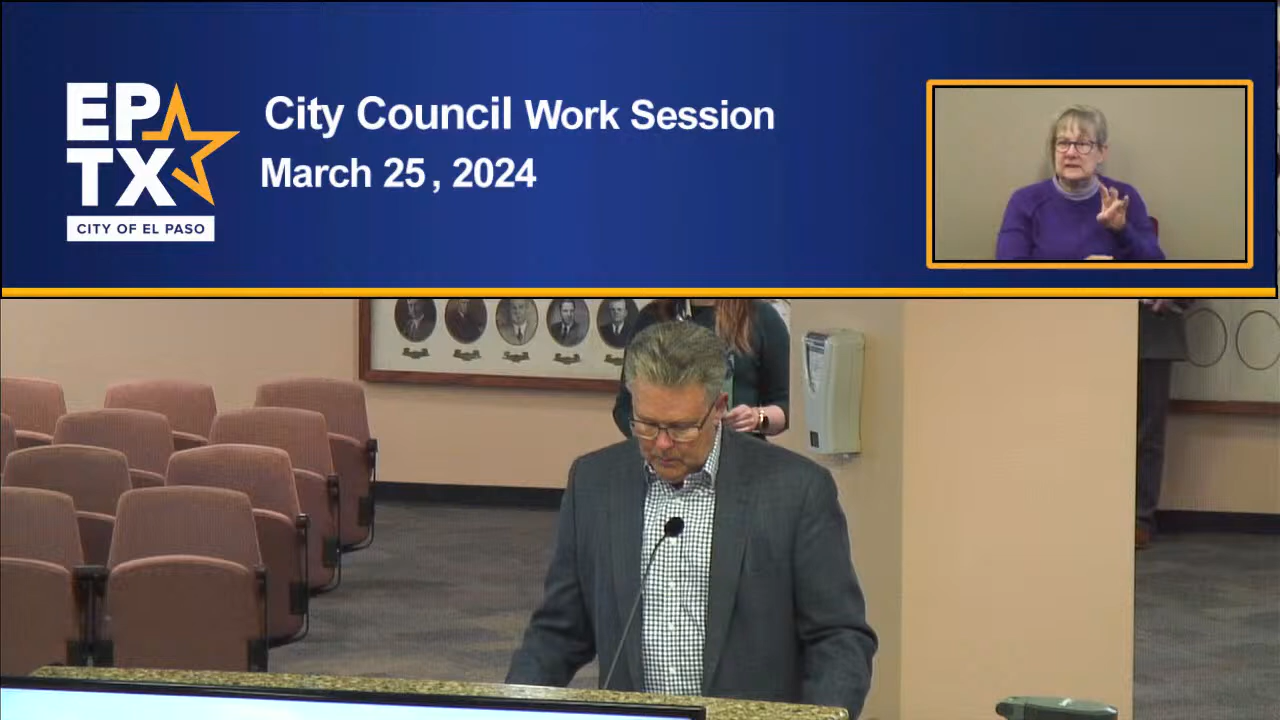 EP
TX
CITY OF EL PASO
City Council Work Session
March 25, 2024